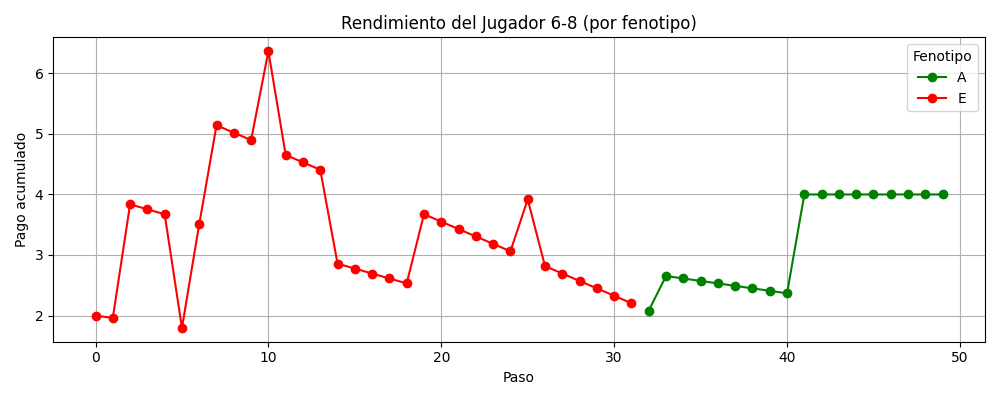 Rendimiento del Jugador 6-8 (por fenotipo)
Fenotipo
A
E
Pago acumulado
6
5
4
3
2
0
10
20
30
40
50
Paso